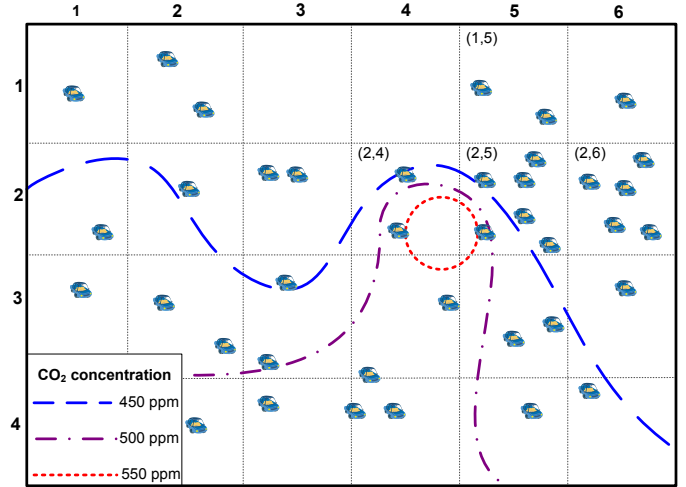 1 2 3 4 5 6
(1,5)
1
(2,4) (2,5) (2,6)
2
3
CO₂ concentration
450 ppm
4
500 ppm
550 ppm